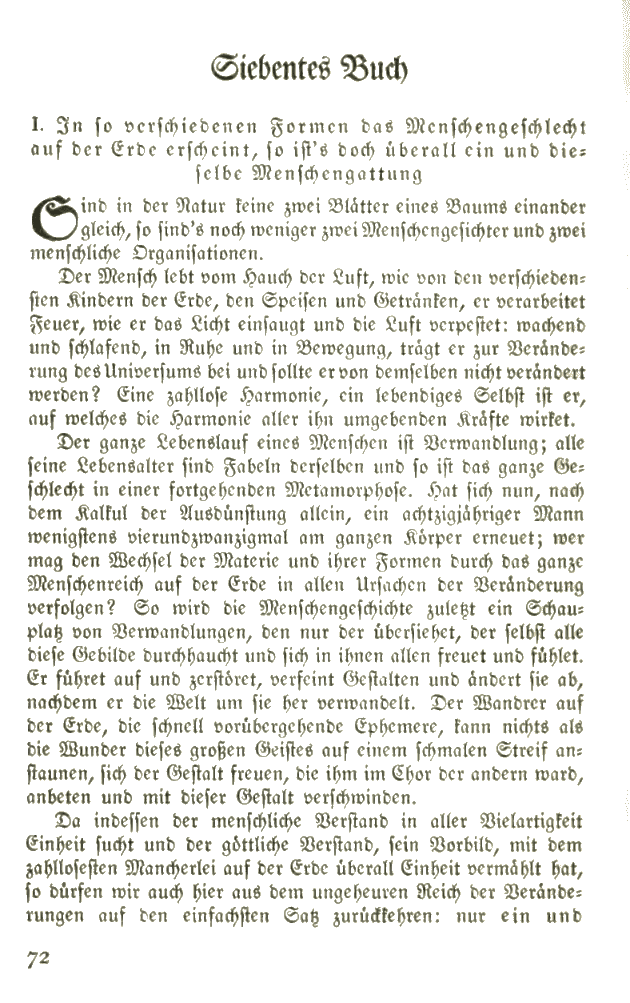 Siebentes Buch
I. In so verschiedenen Formen das Menschengeschlecht
auf der Erde erscheint, so ist's doch überall ein und die-
selbe Menschengattung
Sind in der Natur keine zwei Blätter eines Baums einander
gleich, so sind's noch weniger zwei Menschengesichter und zwei
menschliche Organisationen.
Der Mensch lebt vom Hauch der Luft, wie von den verschieden-
sten Kindern der Erde, den Speisen und Getränken, er verarbeitet
Feuer, wie er das Licht einsaugt und die Luft verpestet: wachend
und schlafend, in Ruhe und in Bewegung, trägt er zur Verände-
rung des Universums bei und sollte er von demselben nicht verändert
werden? Eine zahllose Harmonie, ein lebendiges Selbst ist er,
auf welches die Harmonie aller ihn umgebenden Kräfte wirket.
Der ganze Lebenslauf eines Menschen ist Verwandlung; alle
seine Lebensalter sind Fabeln derselben und so ist das ganze Ge-
schlecht in einer fortgehenden Metamorphose. Hat sich nun, nach
dem Kalkul der Ausdünstung allein, ein achtzigjähriger Mann
wenigstens vierundzwanzigmal am ganzen Körper erneuet; wer
mag den Wechsel der Materie und ihrer Formen durch das ganze
Menschenreich auf der Erde in allen Ursachen der Veränderung
verfolgen? So wird die Menschengeschichte zuletzt ein Schau-
platz von Verwandlungen, den nur der übersiehet, der selbst alle
diese Gebilde durchhaucht und sich in ihnen allen freuet und fühlet.
Er führet auf und zerstöret, verfeint Gestalten und ändert sie ab,
nachdem er die Welt um sie her verwandelt. Der Wandrer auf
der Erde, die schnell vorübergehende Ephemere, kann nichts als
die Wunder dieses großen Geistes auf einem schmalen Streif an-
staunen, sich der Gestalt freuen, die ihm im Chor der andern ward,
anbeten und mit dieser Gestalt verschwinden.
Da indessen der menschliche Verstand in aller Vielartigkeit
Einheit sucht und der göttliche Verstand, sein Vorbild, mit dem
zahllosesten Mancherlei auf der Erde überall Einheit vermählt hat,
so dürfen wir auch hier aus dem ungeheuren Reich der Verände-
rungen auf den einfachsten Satz zurückkehren: nur ein und
72